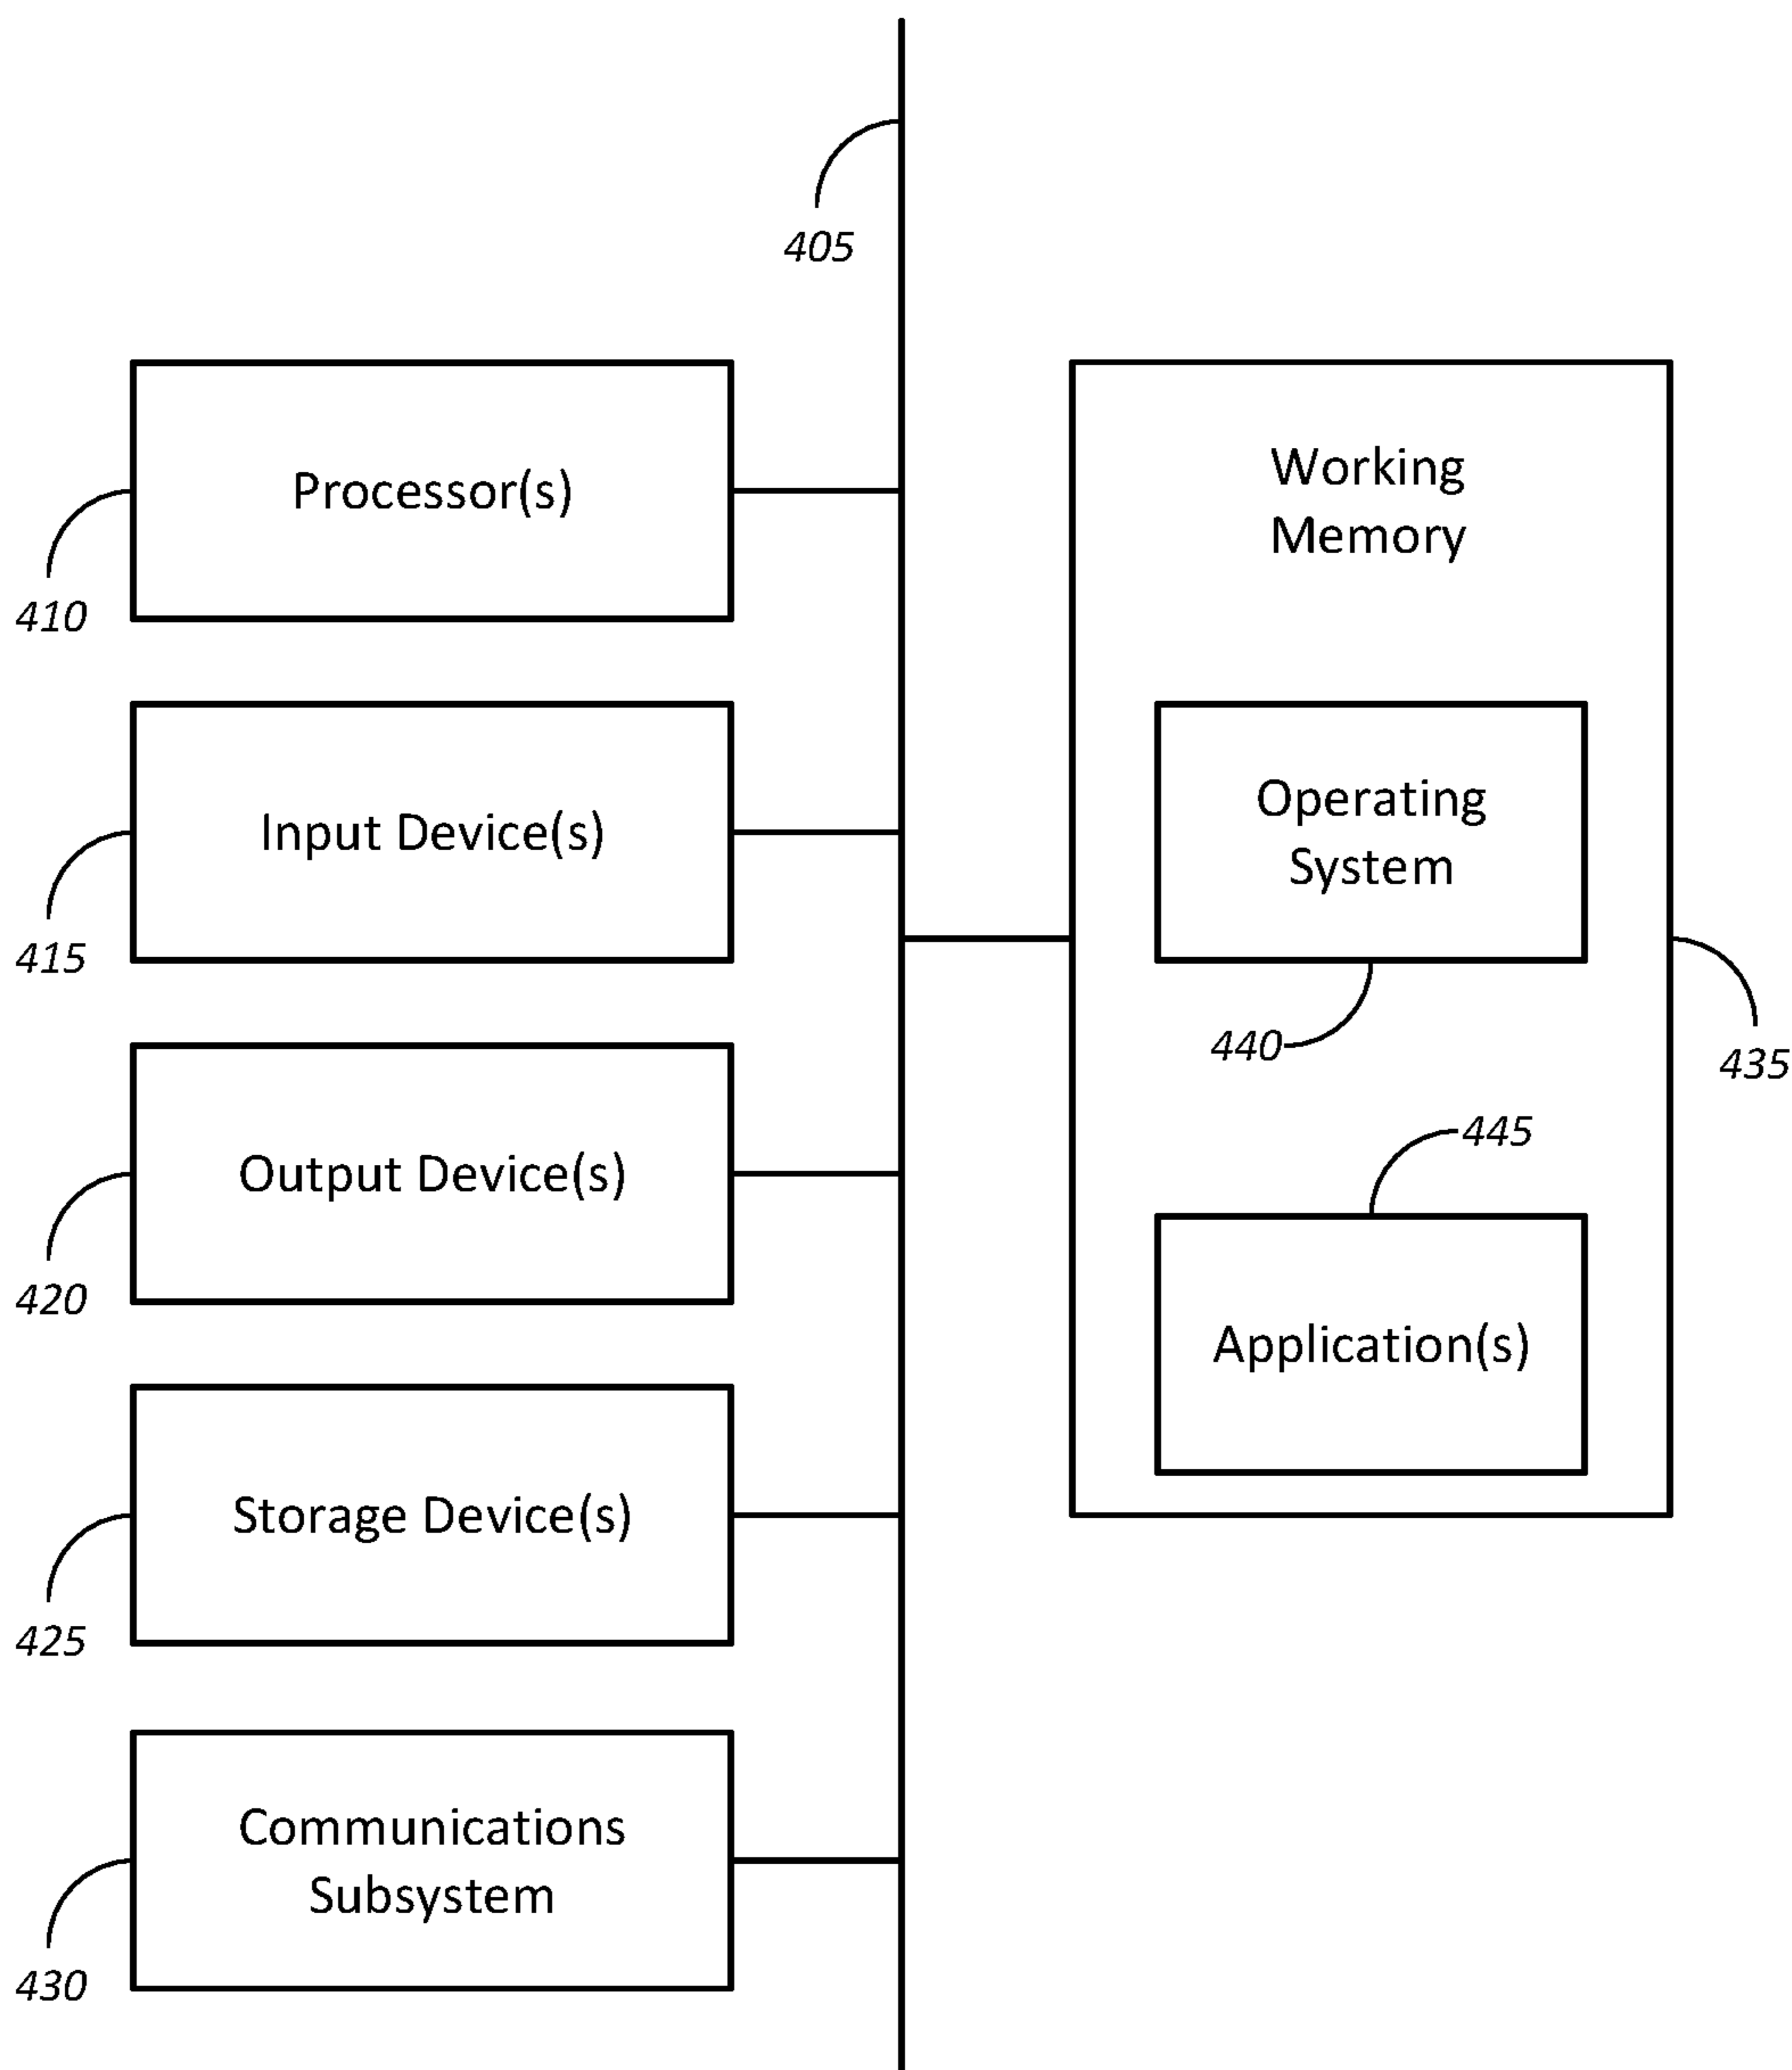 405
Processor(s)
410
Input Device(s)
415
Output Device(s)
420
Storage Device(s)
425
Communications
Subsystem
430
Working
Memory
Operating
System
440
435
445
Application(s)